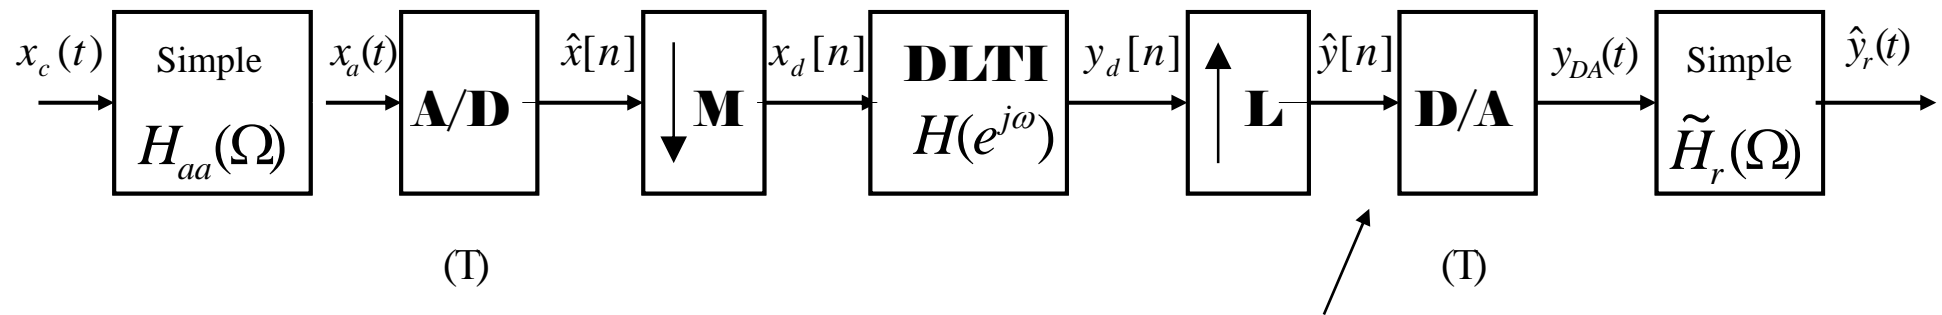 x_c(t) Simple H_aa(Ω) x_a(t) A/D x̂[n] ↓ M x_d[n] DLTI H(e^{jω}) y_d[n] ↑ L ŷ[n] D/A y_DA(t) Simple H̃_r(Ω) ŷ_r(t)
(T) (T)